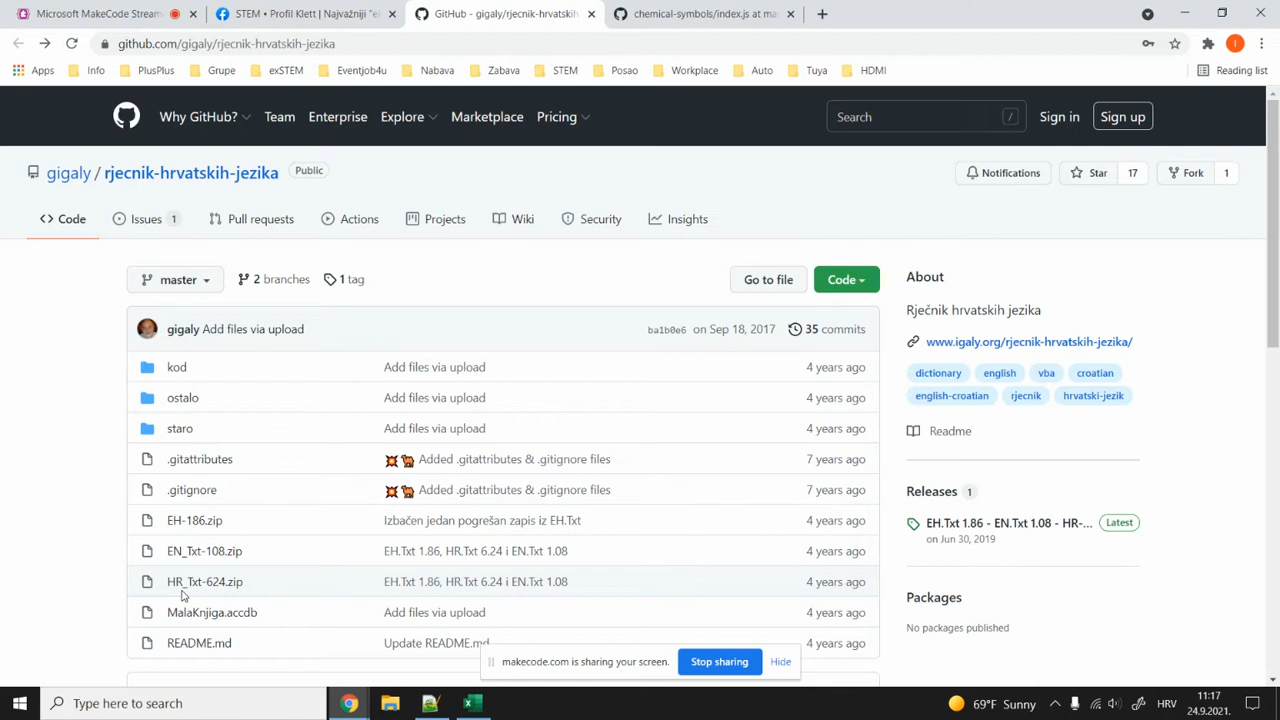 Microsoft MakeCode Stream
STEM • Profil Klett | Najvažniji "el
GitHub - gigaly/rjecnik-hrvatskih-
chemical-symbols/index.js at ma
github.com/gigaly/rjecnik-hrvatskih-jezika
Apps Info PlusPlus Grupe exSTEM Eventjob4u Nabava Zabava STEM Posao Workplace Auto Tuya HDMI Reading list
Why GitHub? Team Enterprise Explore Marketplace Pricing Search / Sign in Sign up
gigaly / rjecnik-hrvatskih-jezika Public Notifications Star 17 Fork 1
<> Code Issues 1 Pull requests Actions Projects Wiki Security Insights
master 2 branches 1 tag Go to file Code
gigaly Add files via upload ba1b0e6 on Sep 18, 2017 35 commits
kod Add files via upload 4 years ago
ostalo Add files via upload 4 years ago
staro Add files via upload 4 years ago
.gitattributes Added .gitattributes & .gitignore files 7 years ago
.gitignore Added .gitattributes & .gitignore files 7 years ago
EH-186.zip Izbačen jedan pogrešan zapis iz EH.Txt 4 years ago
EN_Txt-108.zip EH.Txt 1.86, HR.Txt 6.24 i EN.Txt 1.08 4 years ago
HR_Txt-624.zip EH.Txt 1.86, HR.Txt 6.24 i EN.Txt 1.08 4 years ago
MalaKnjiga.accdb Add files via upload 4 years ago
README.md Update README.md 4 years ago
About
Rječnik hrvatskih jezika
www.igaly.org/rjecnik-hrvatskih-jezika/
dictionary english vba croatian
english-croatian rjecnik hrvatski-jezik
Readme
Releases 1
EH.Txt 1.86 - EN.Txt 1.08 - HR-... Latest
on Jun 30, 2019
Packages
No packages published
makecode.com is sharing your screen. Stop sharing Hide
Type here to search
69°F Sunny HRV
11:17
24.9.2021.